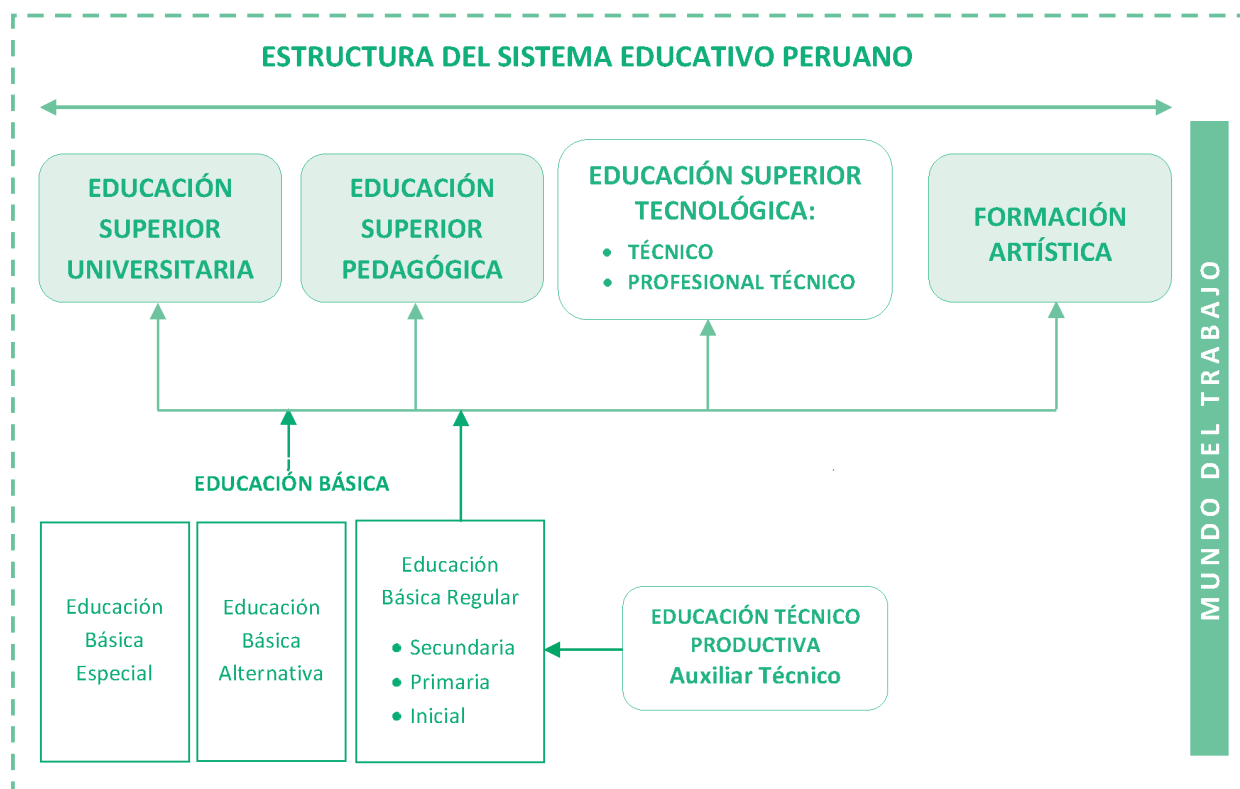 ESTRUCTURA DEL SISTEMA EDUCATIVO PERUANO
EDUCACIÓN
SUPERIOR
UNIVERSITARIA
EDUCACIÓN
SUPERIOR
PEDAGÓGICA
EDUCACIÓN SUPERIOR
TECNOLÓGICA:
• TÉCNICO
• PROFESIONAL TÉCNICO
FORMACIÓN
ARTÍSTICA
MUNDO DEL TRABAJO
EDUCACIÓN BÁSICA
Educación
Básica
Especial
Educación
Básica
Alternativa
Educación
Básica Regular
• Secundaria
• Primaria
• Inicial
EDUCACIÓN TÉCNICO
PRODUCTIVA
Auxiliar Técnico